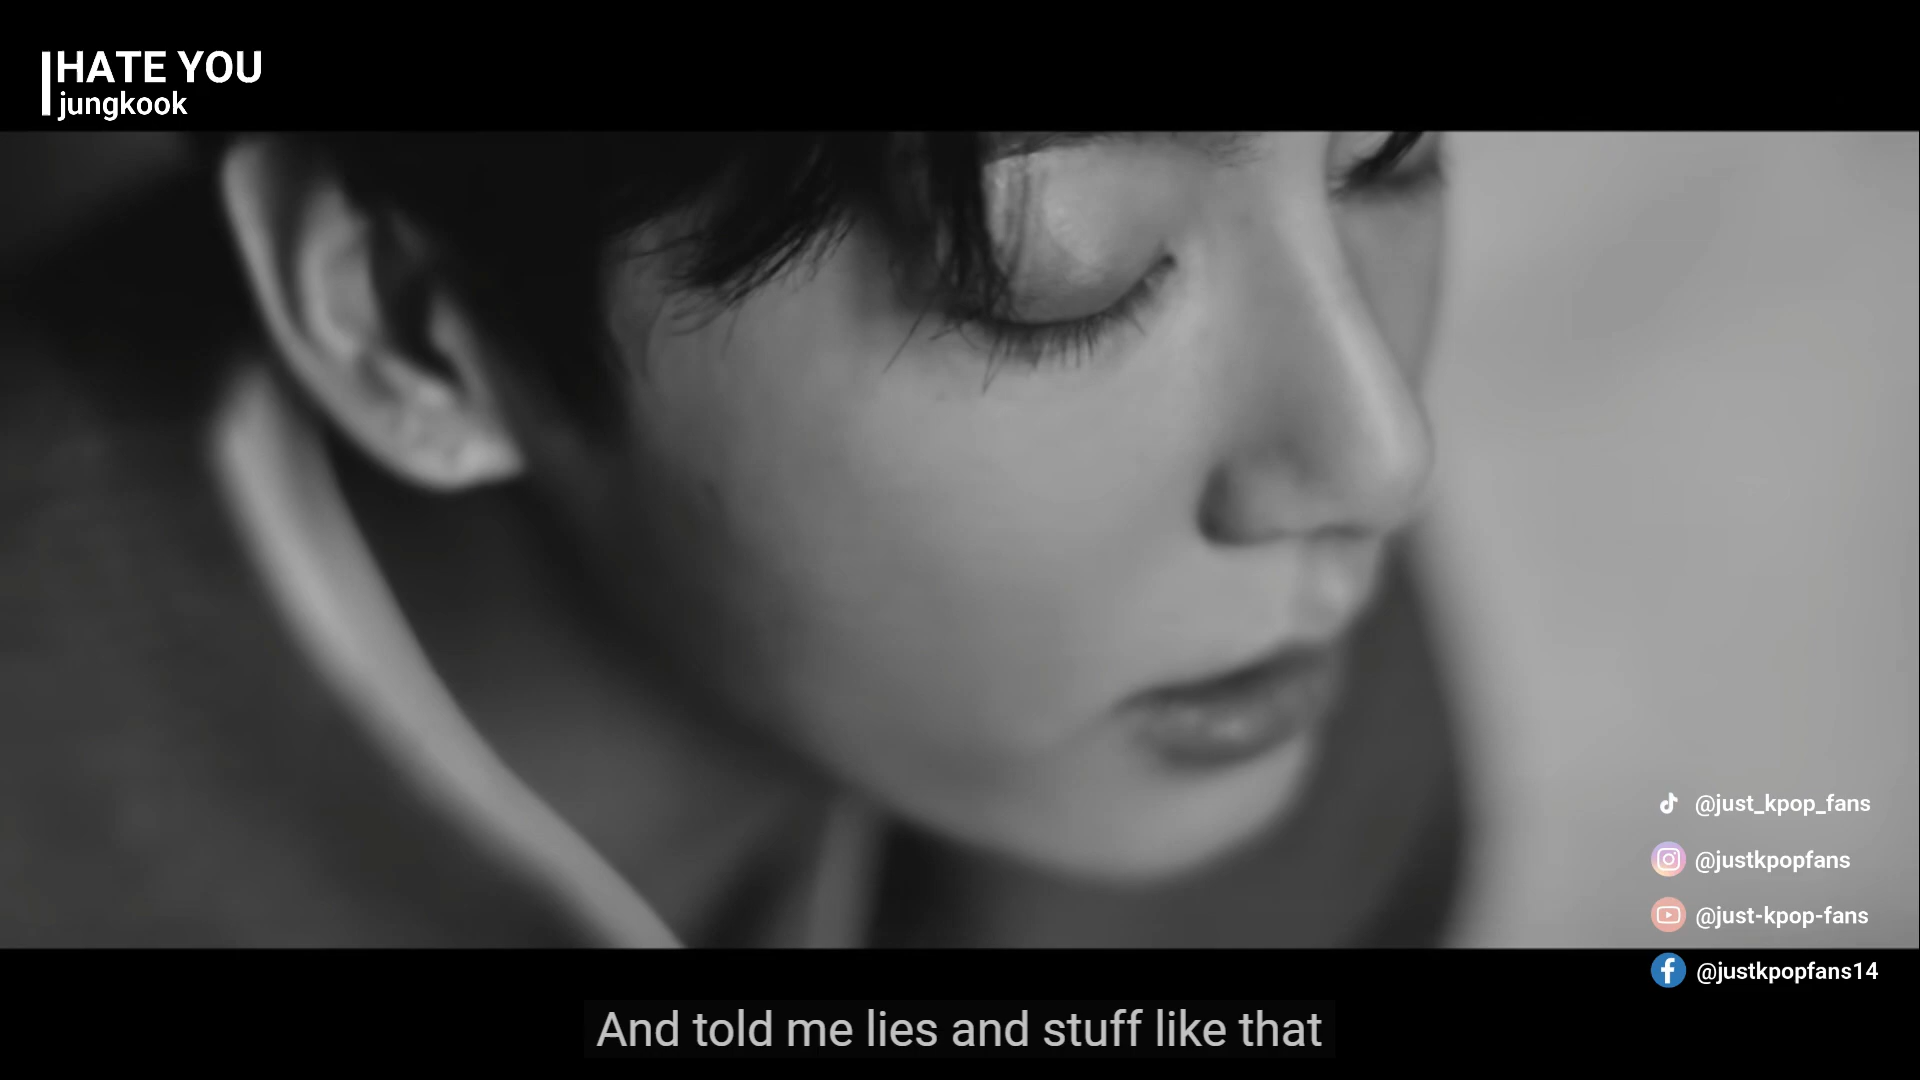 HATE YOU
jungkook
@just_kpop_fans
@justkpopfans
@just-kpop-fans
@justkpopfans14
And told me lies and stuff like that